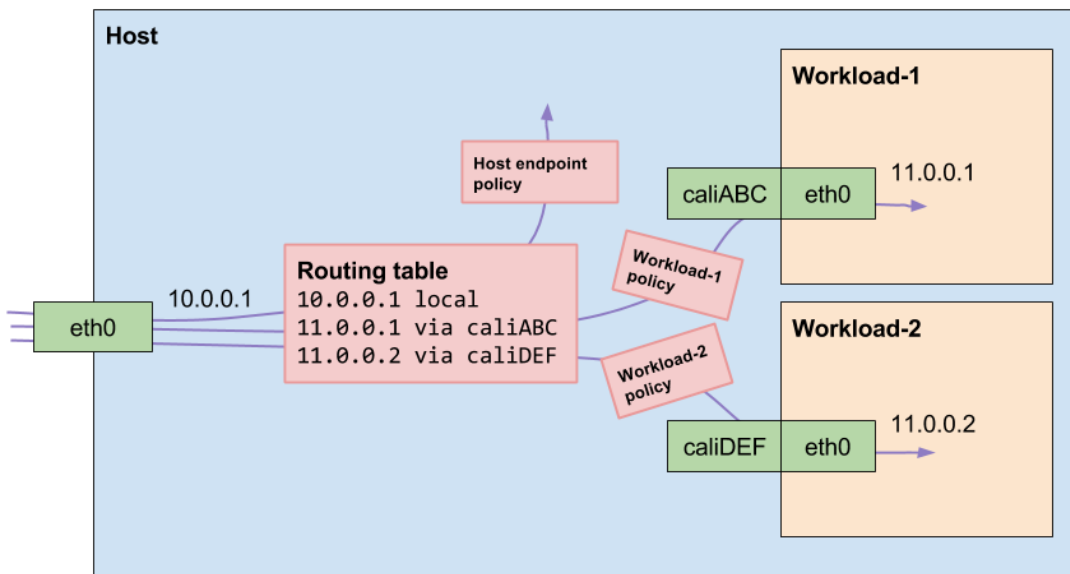 Host
Workload-1
Host endpoint
policy
caliABC
eth0
11.0.0.1
Workload-1
policy
Routing table
10.0.0.1 local
11.0.0.1 via caliABC
11.0.0.2 via caliDEF
10.0.0.1
eth0
Workload-2
Workload-2
policy
caliDEF
eth0
11.0.0.2